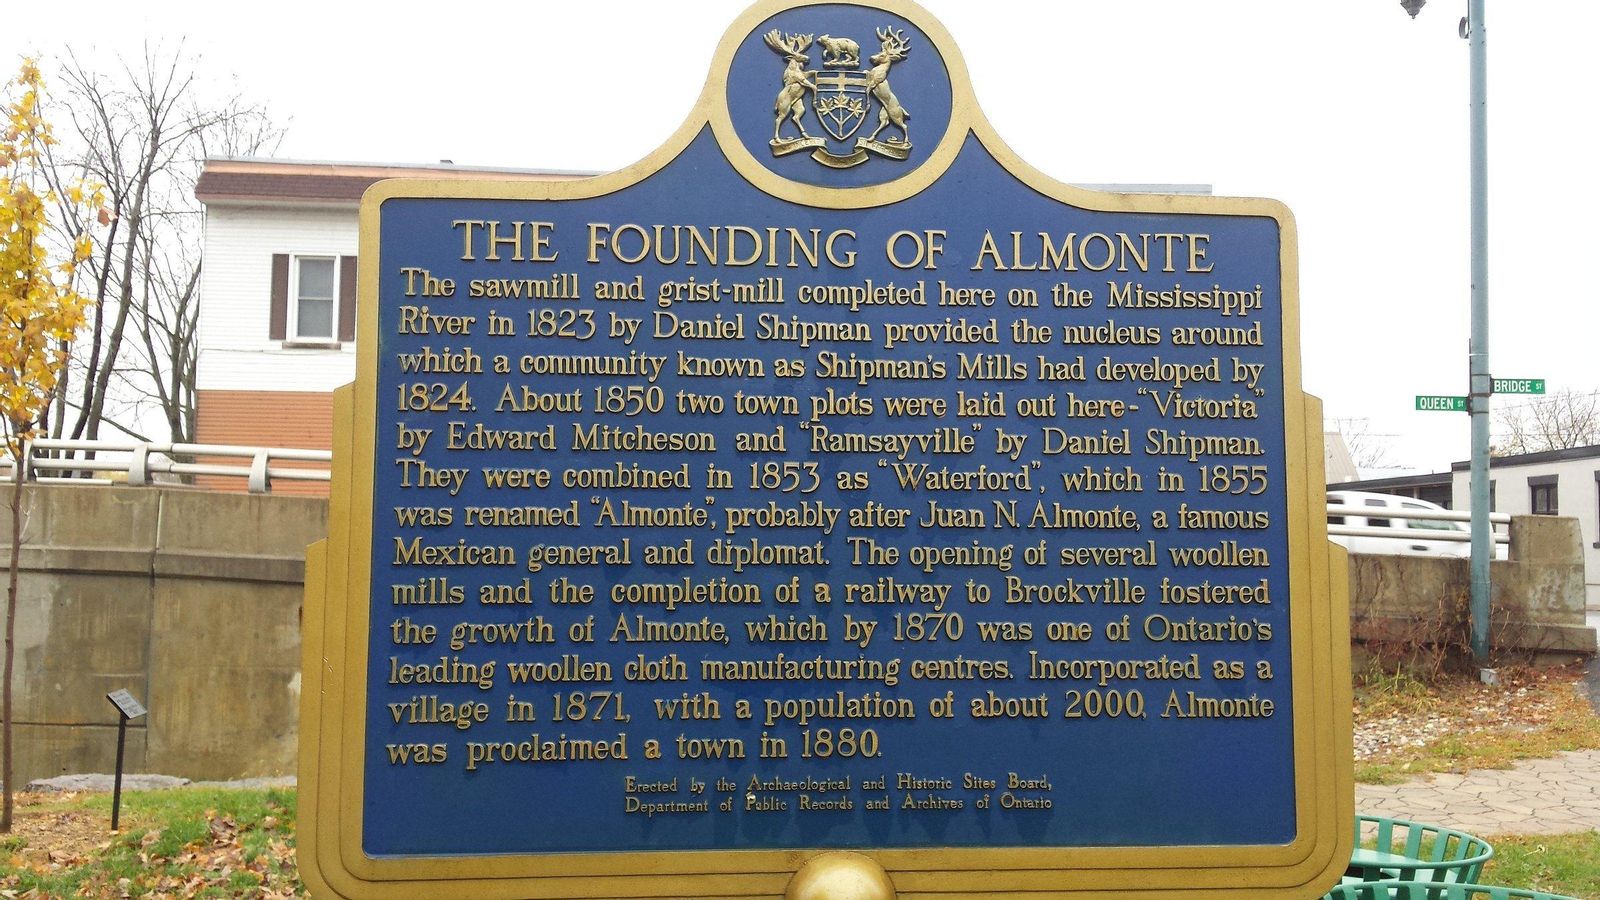 THE FOUNDING OF ALMONTE
The sawmill and grist-mill completed here on the Mississippi
River in 1823 by Daniel Shipman provided the nucleus around
which a community known as Shipman's Mills had developed by
1824. About 1850 two town plots were laid out here-"Victoria"
by Edward Mitcheson and "Ramsayville" by Daniel Shipman.
They were combined in 1853 as "Waterford", which in 1855
was renamed "Almonte", probably after Juan N. Almonte, a famous
Mexican general and diplomat. The opening of several woollen
mills and the completion of a railway to Brockville fostered
the growth of Almonte, which by 1870 was one of Ontario's
leading woollen cloth manufacturing centres. Incorporated as a
village in 1871, with a population of about 2000, Almonte
was proclaimed a town in 1880.
Erected by the Archaeological and Historic Sites Board,
Department of Public Records and Archives of Ontario
BRIDGE ST
QUEEN ST